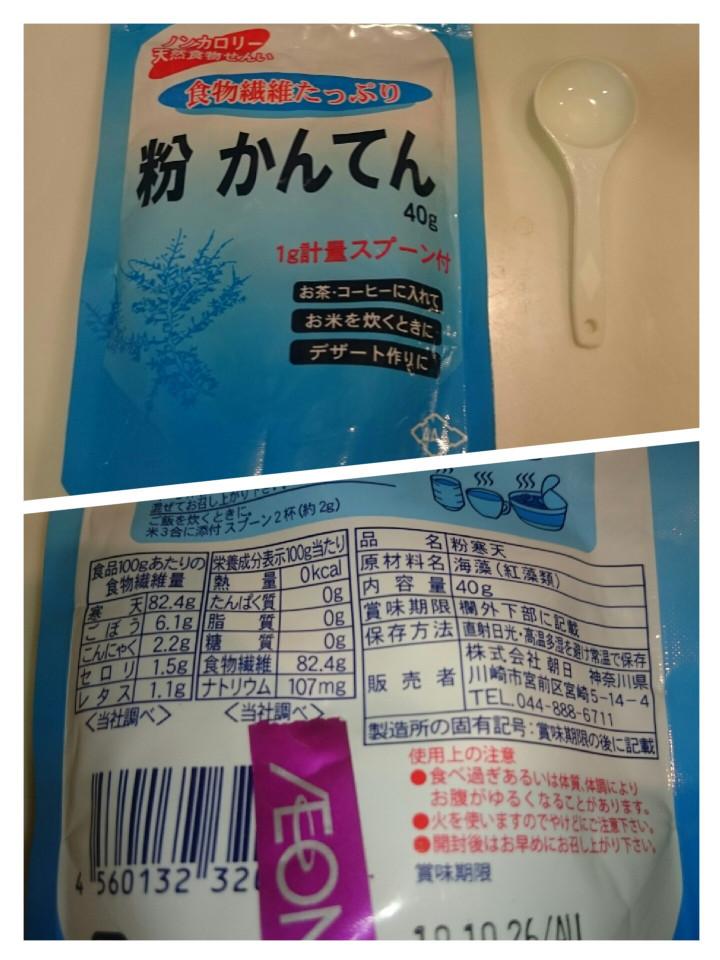 ノンカロリー
天然食物せんい
食物繊維たっぷり
粉 かんてん
40g
1g計量スプーン付
お茶・コーヒーに入れて
お米を炊くときに
デザート作りに
混ぜてお召し上がり下さい。
ご飯を炊くときに
米3合に添付 スプーン2杯(約2g)
食品100gあたりの
食物繊維量
寒天 82.4g
ごぼう 6.1g
こんにゃく 2.2g
セロリ 1.5g
レタス 1.1g
〈当社調べ〉
栄養成分表示100g当たり
熱量 0kcal
たんぱく質 0g
脂質 0g
糖質 0g
食物繊維 82.4g
ナトリウム 107mg
〈当社調べ〉
品名 粉寒天
原材料名 海藻(紅藻類)
内容量 40g
賞味期限 欄外下部に記載
保存方法 直射日光・高温多湿を避け常温で保存
販売者 株式会社 朝日 神奈川県
川崎市宮前区宮崎5-14-4
TEL.044-888-6711
製造所の固有記号:賞味期限の後に記載
使用上の注意
●食べ過ぎあるいは体質、体調により
お腹がゆるくなることがあります。
●火を使いますのでやけどにご注意下さい。
●開封後はお早めにお召し上がり下さい。
賞味期限
4 560132 32
ÆON